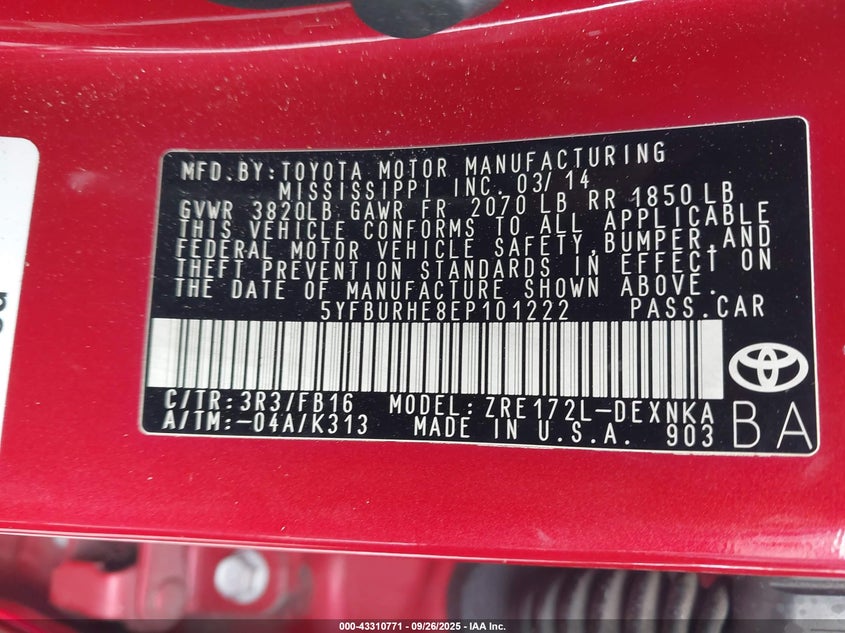 MFD.BY:TOYOTA MOTOR MANUFACTURING
MISSISSIPPI INC. 03/14
GVWR 3820LB GAWR FR 2070 LB RR 1850LB
THIS VEHICLE CONFORMS TO ALL APPLICABLE
FEDERAL MOTOR VEHICLE SAFETY,BUMPER,AND
THEFT PREVENTION STANDARDS IN EFFECT ON
THE DATE OF MANUFACTURE SHOWN ABOVE.
5YFBURHE8EP101222 PASS.CAR
C/TR:3R3/FB16 MODEL:ZRE172L-DEXNKA
A/TM:-04A/K313 MADE IN U.S.A. 903
BA
000-43310771 - 09/26/2025 - IAA Inc.